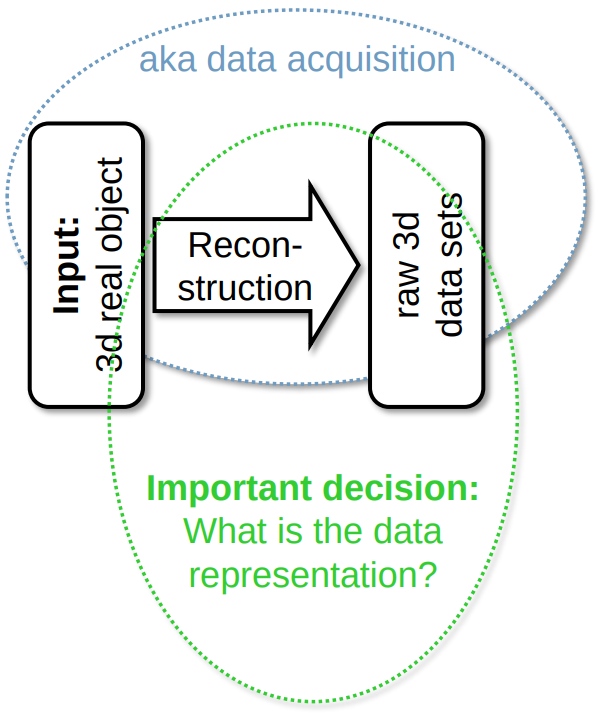 aka data acquisition
Input:
3d real object
Recon-
struction
raw 3d
data sets
Important decision:
What is the data
representation?